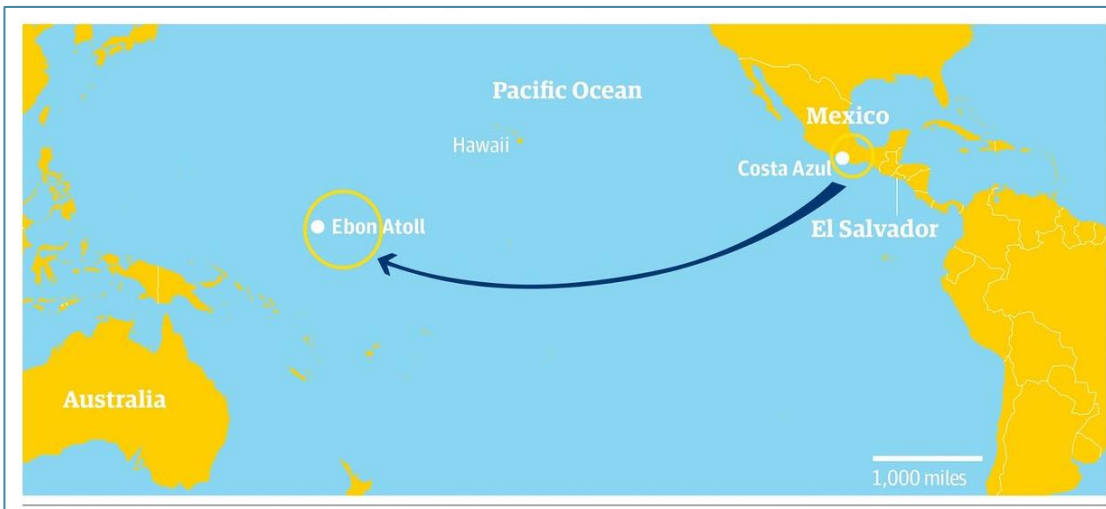 Pacific Ocean
Mexico
Hawaii
Costa Azul
Ebon Atoll
El Salvador
Australia
1,000 miles